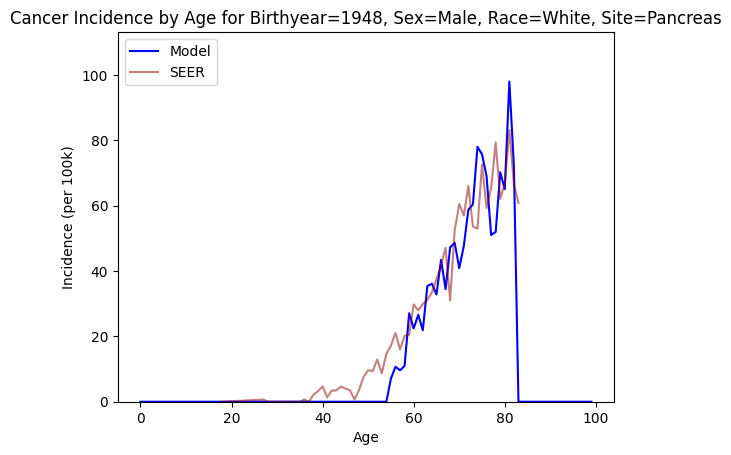 Cancer Incidence by Age for Birthyear=1948, Sex=Male, Race=White, Site=Pancreas
Model
SEER
100
80
60
40
20
0
Incidence (per 100k)
0 20 40 60 80 100
Age